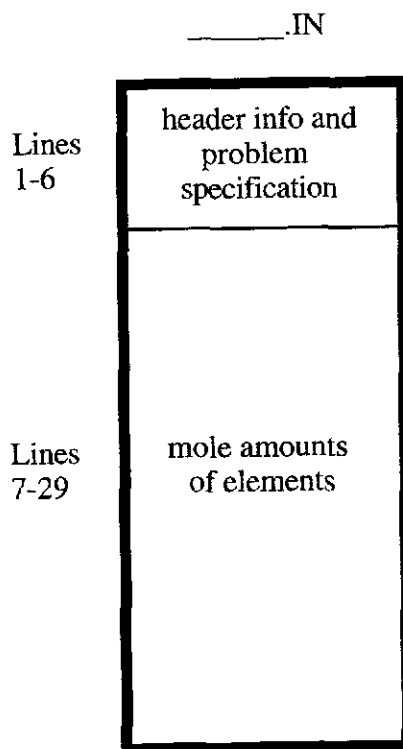 ______.IN
Lines
1-6
header info and
problem
specification
Lines
7-29
mole amounts
of elements